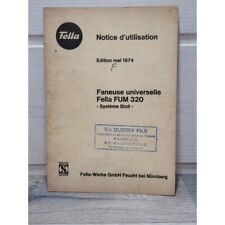 Fella
Notice d'utilisation
Edition mai 1974
F
Faneuse universelle
Fella FUM 320
- Système Stoll -
Ets QUERRY FILS
Fella-Werke GmbH Feucht bei Nürnberg